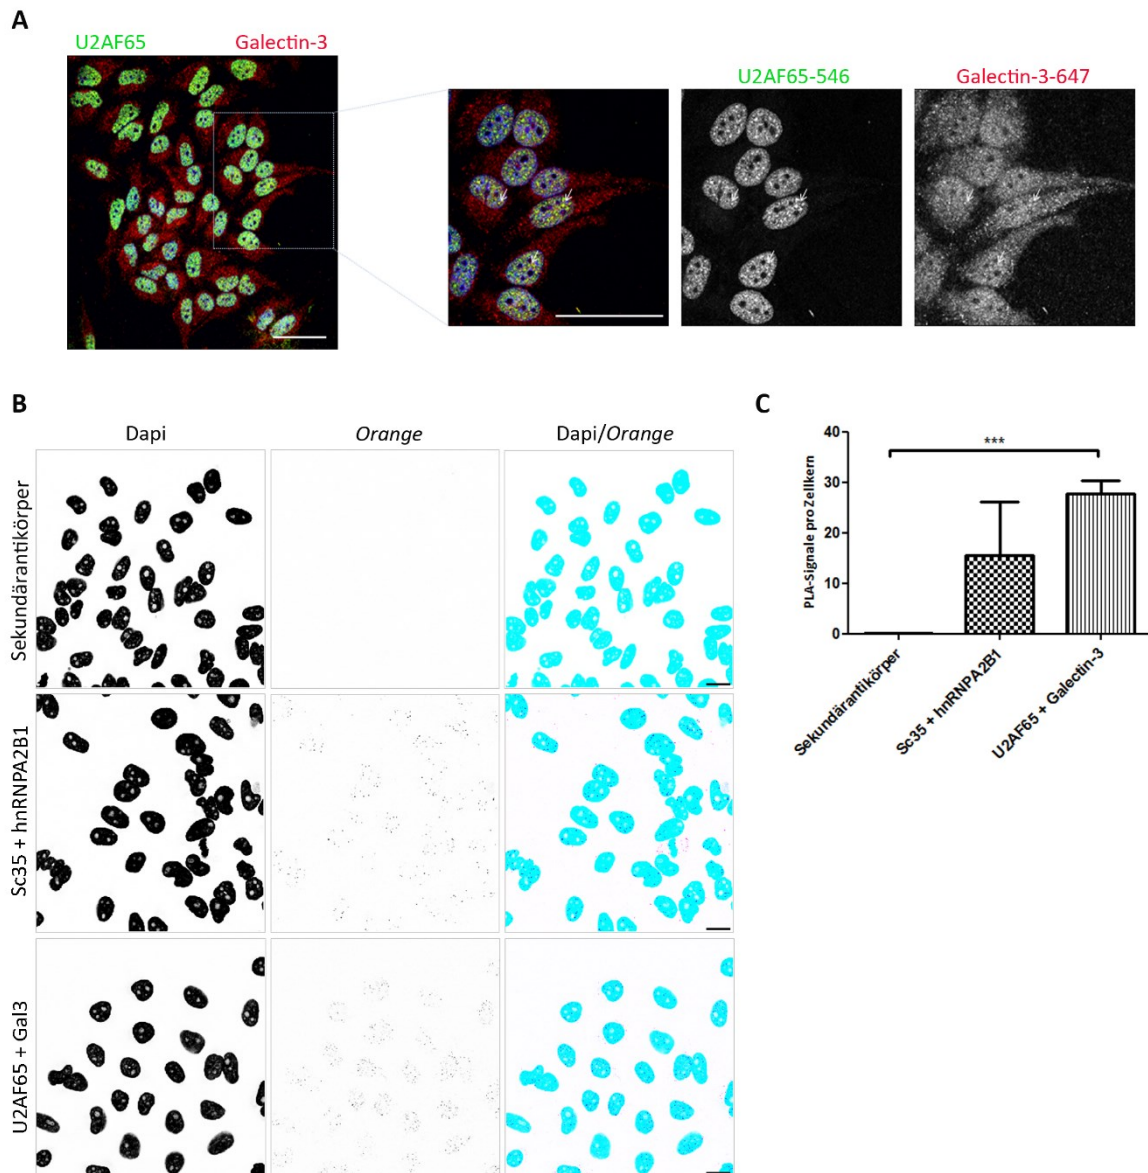 A
U2AF65 Galectin-3
U2AF65-546
Galectin-3-647
B
Dapi Orange Dapi/Orange
Sekundärantikörper
Sc35 + hnRNPA2B1
U2AF65 + Gal3
C
***
PLA-Signale pro Zellkern
40
30
20
10
0
Sekundärantikörper
Sc35 + hnRNPA2B1
U2AF65 + Galectin-3